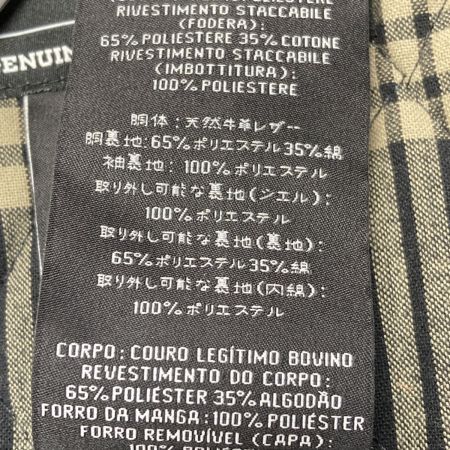 RIVESTIMENTO STACCABILE
(FODERA):
65% POLIESTERE 35% COTONE
RIVESTIMENTO STACCABILE
(IMBOTTITURA):
100% POLIESTERE
ENUIN
胴体:天然牛革レザー
胴裏地:65%ポリエステル35%綿
袖裏地:100%ポリエステル
取り外し可能な裏地(シェル):
100%ポリエステル
取り外し可能な裏地(裏地):
65%ポリエステル35%綿
取り外し可能な裏地(内綿):
100%ポリエステル
CORPO: COURO LEGÍTIMO BOVINO
REVESTIMENTO DO CORPO:
65% POLIÉSTER 35% ALGODÃO
FORRO DA MANGA: 100% POLIÉSTER
FORRO REMOVÍVEL (CAPA):
100% POLIÉSTER